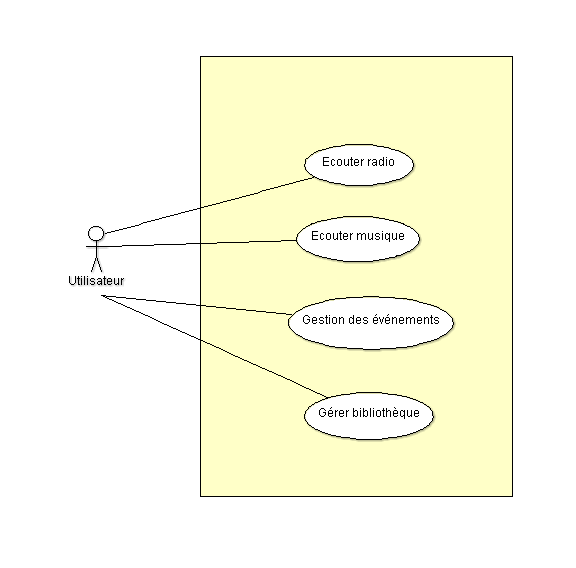 Ecouter radio
Ecouter musique
Utilisateur
Gestion des événements
Gérer bibliothèque